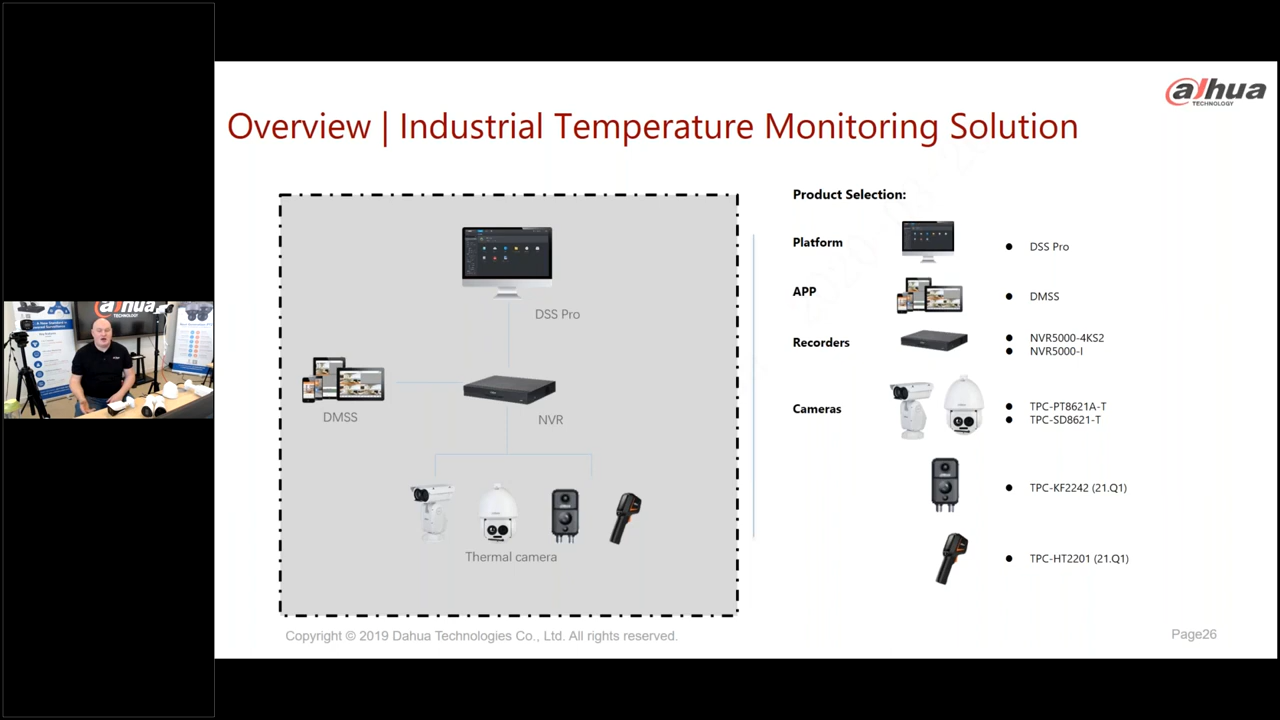 alhua
TECHNOLOGY
Overview | Industrial Temperature Monitoring Solution
DSS Pro
DMSS
NVR
Thermal camera
Product Selection:
Platform
DSS Pro
APP
DMSS
Recorders
NVR5000-4KS2
NVR5000-I
Cameras
TPC-PT8621A-T
TPC-SD8621-T
TPC-KF2242 (21.Q1)
TPC-HT2201 (21.Q1)
Copyright © 2019 Dahua Technologies Co., Ltd. All rights reserved.
Page26
alhua
TECHNOLOGY